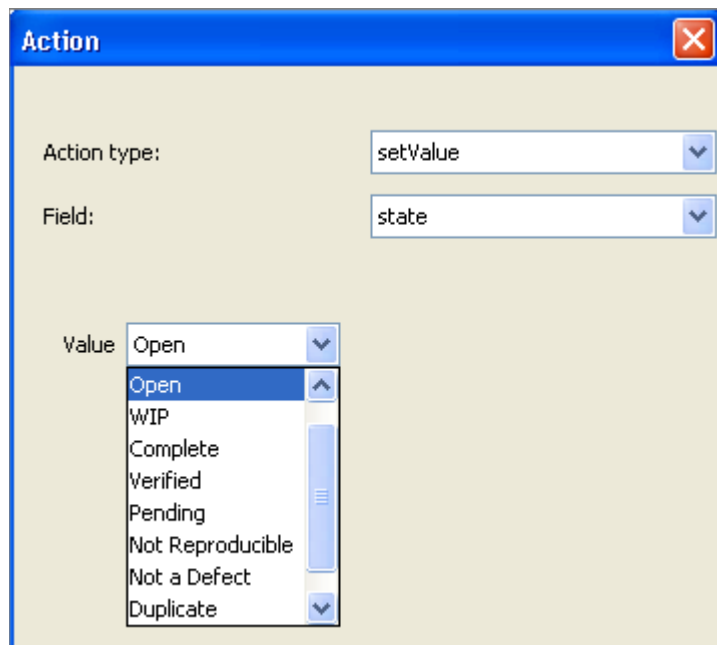 Action
Action type: setValue
Field: state
Value Open
Open
WIP
Complete
Verified
Pending
Not Reproducible
Not a Defect
Duplicate